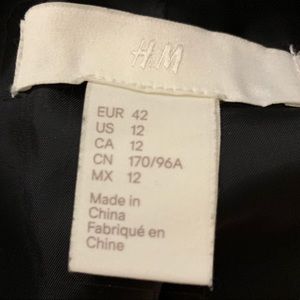 H&M
EUR 42
US 12
CA 12
CN 170/96A
MX 12
Made in
China
Fabriqué en
Chine